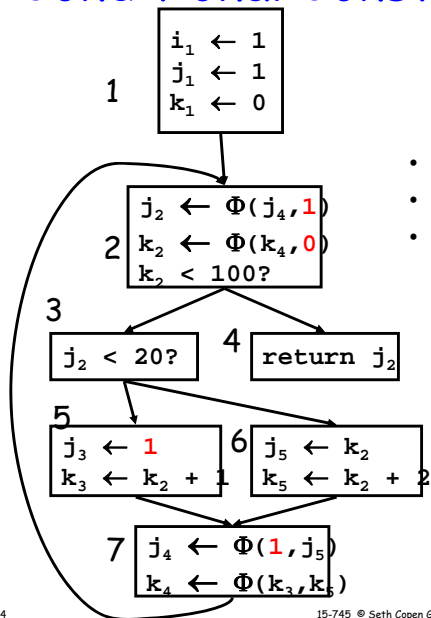 1
i₁ ← 1
j₁ ← 1
k₁ ← 0
•
•
•
2
j₂ ← Φ(j₄,1)
k₂ ← Φ(k₄,0)
k₂ < 100?
3
j₂ < 20?
4
return j₂
5
j₃ ← 1
k₃ ← k₂ + 1
6
j₅ ← k₂
k₅ ← k₂ + 2
7
j₄ ← Φ(1,j₅)
k₄ ← Φ(k₃,k₅)
4
15-745 © Seth Copen G